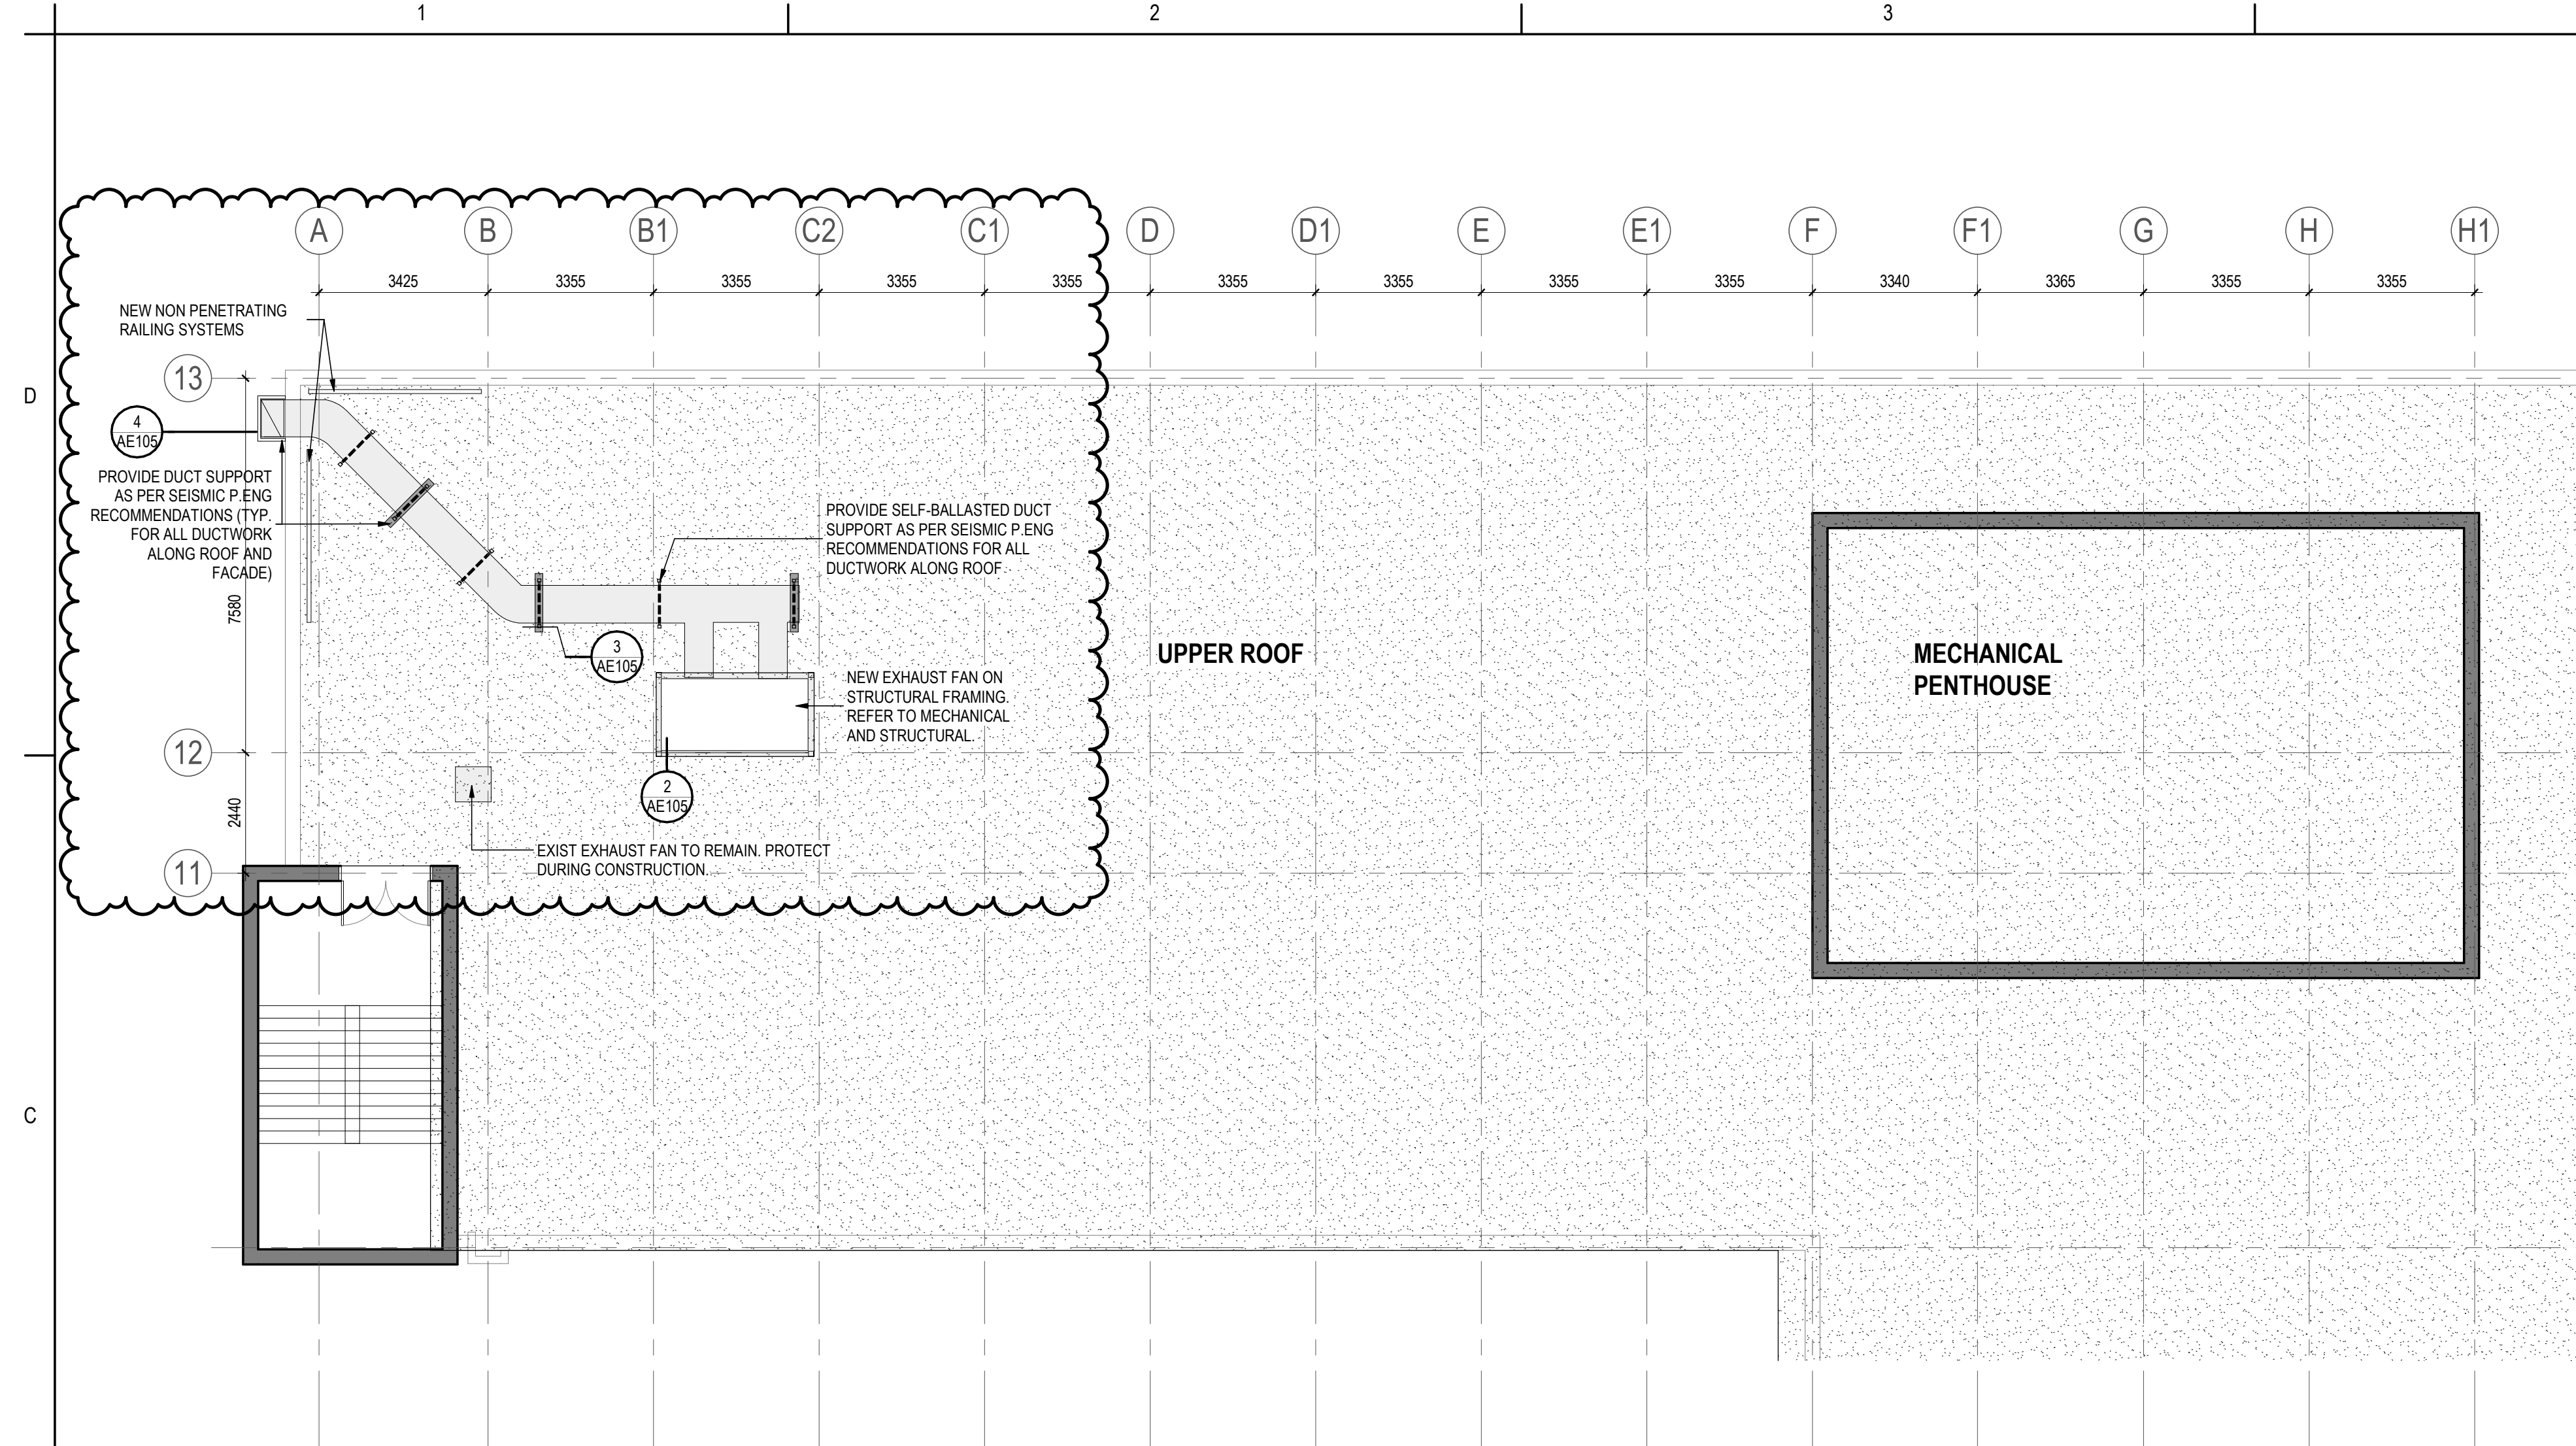 1
2
3
A
B
B1
C2
C1
D
D1
E
E1
F
F1
G
H
H1
3425
3355
3355
3355
3355
3355
3355
3355
3355
3340
3365
3355
3355
NEW NON PENETRATING
RAILING SYSTEMS
13
D
4
AE105
PROVIDE DUCT SUPPORT
AS PER SEISMIC P.ENG
RECOMMENDATIONS (TYP.
FOR ALL DUCTWORK
ALONG ROOF AND
FACADE)
PROVIDE SELF-BALLASTED DUCT
SUPPORT AS PER SEISMIC P.ENG
RECOMMENDATIONS FOR ALL
DUCTWORK ALONG ROOF
7580
3
AE105
UPPER ROOF
MECHANICAL
PENTHOUSE
NEW EXHAUST FAN ON
STRUCTURAL FRAMING.
REFER TO MECHANICAL
AND STRUCTURAL.
12
2
AE105
2440
EXIST EXHAUST FAN TO REMAIN. PROTECT
DURING CONSTRUCTION.
11
C